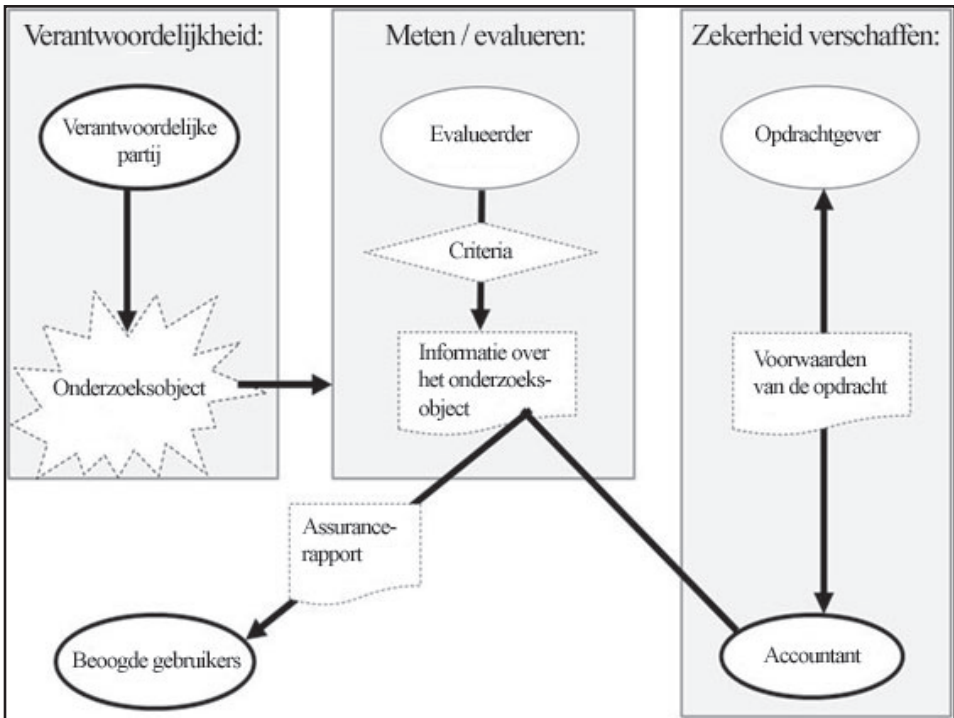 Verantwoordelijkheid:
Meten / evalueren:
Zekerheid verschaffen:
Verantwoordelijke
partij
Evalueerder
Opdrachtgever
Criteria
Onderzoeksobject
Informatie over
het onderzoeks-
object
Voorwaarden
van de opdracht
Assurance-
rapport
Beoogde gebruikers
Accountant